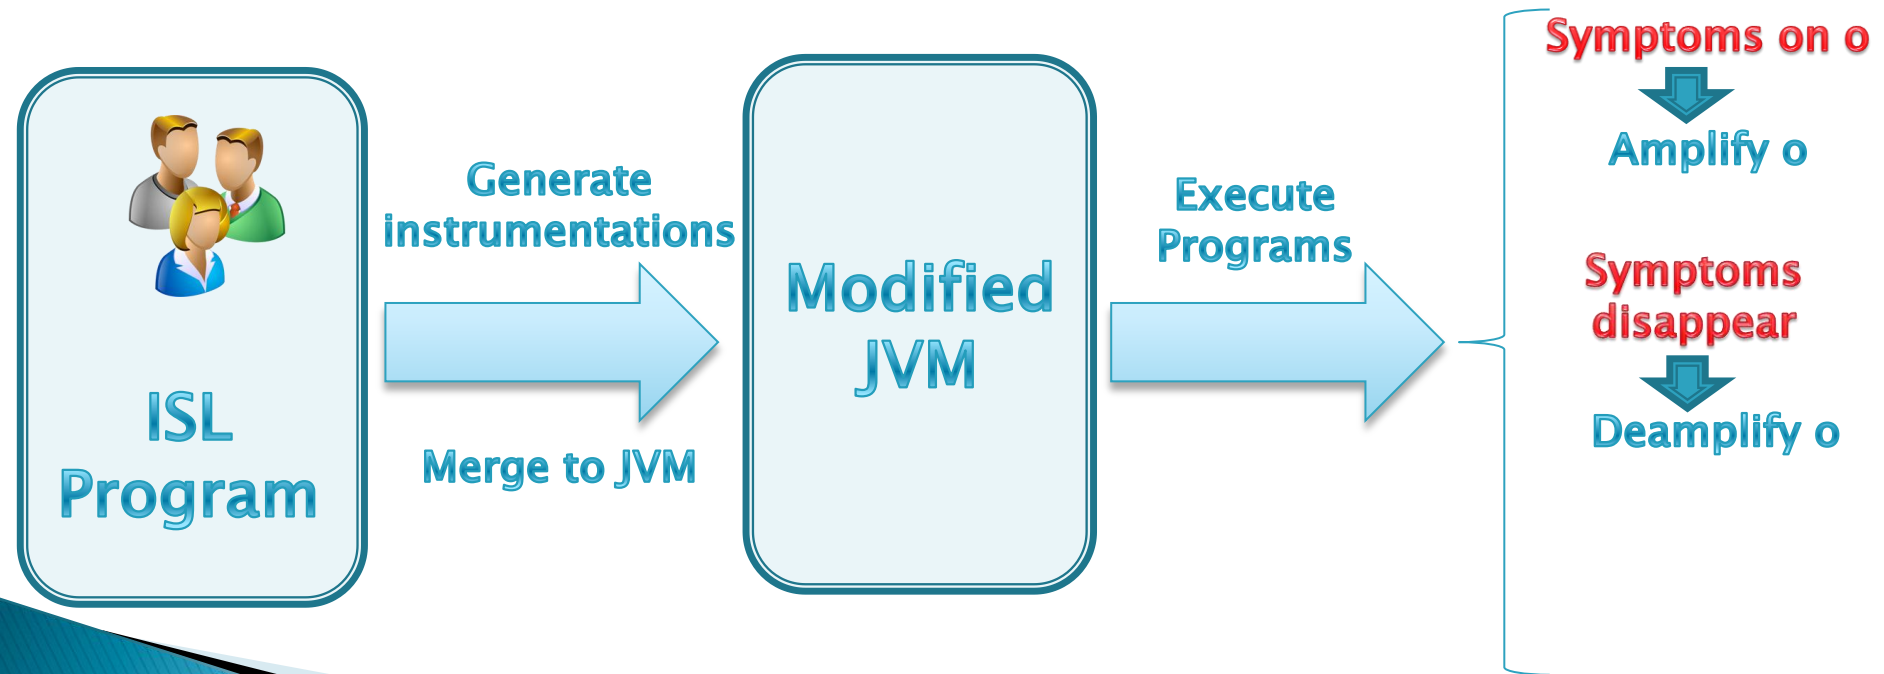 ISL
Program
Generate
instrumentations
Merge to JVM
Modified
JVM
Execute
Programs
Symptoms on o
Amplify o
Symptoms
disappear
Deamplify o